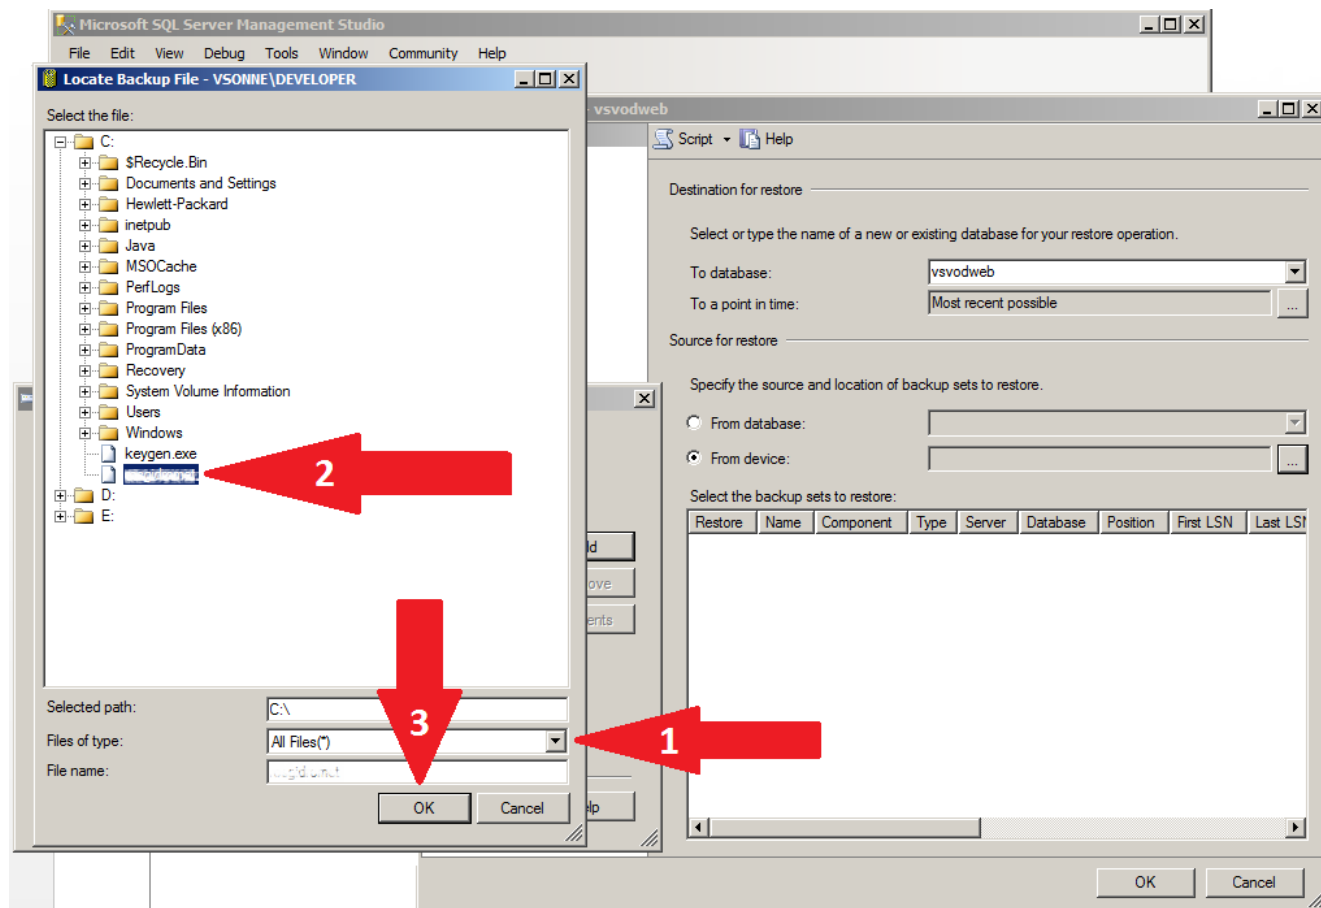 Microsoft SQL Server Management Studio
File Edit View Debug Tools Window Community Help
Locate Backup File - VSONNE\DEVELOPER
Select the file:
C:
$Recycle.Bin
Documents and Settings
Hewlett-Packard
inetpub
Java
MSOCache
PerfLogs
Program Files
Program Files (x86)
ProgramData
Recovery
System Volume Information
Users
Windows
keygen.exe
2
D:
E:
3
Selected path: C:\
Files of type: All Files(*)
1
File name:
OK Cancel
vsvodweb
Script Help
Destination for restore
Select or type the name of a new or existing database for your restore operation.
To database: vsvodweb
To a point in time: Most recent possible ...
Source for restore
Specify the source and location of backup sets to restore.
From database:
From device: ...
Select the backup sets to restore:
Restore Name Component Type Server Database Position First LSN Last LSN
OK Cancel